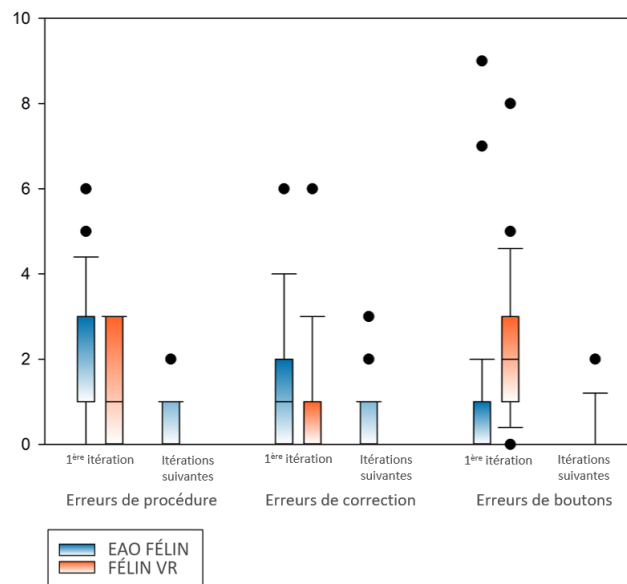 10
8
6
4
2
0
1ère itération
Itérations
suivantes
1ère itération
Itérations
suivantes
1ère itération
Itérations
suivantes
Erreurs de procédure
Erreurs de correction
Erreurs de boutons
EAO FÉLIN
FÉLIN VR